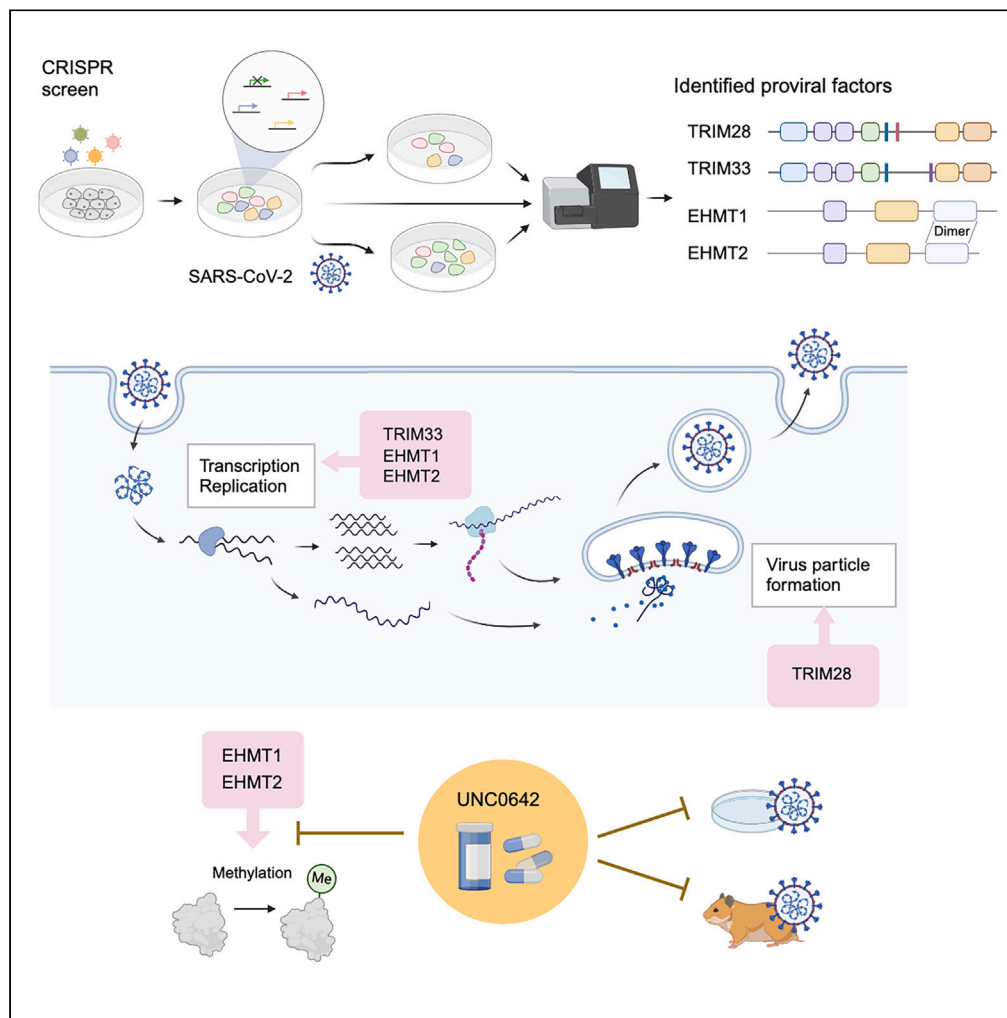 CRISPR
screen
SARS-CoV-2
Identified proviral factors
TRIM28
TRIM33
EHMT1
Dimer
EHMT2
Transcription
Replication
TRIM33
EHMT1
EHMT2
Virus particle
formation
TRIM28
EHMT1
EHMT2
Methylation
Me
UNC0642